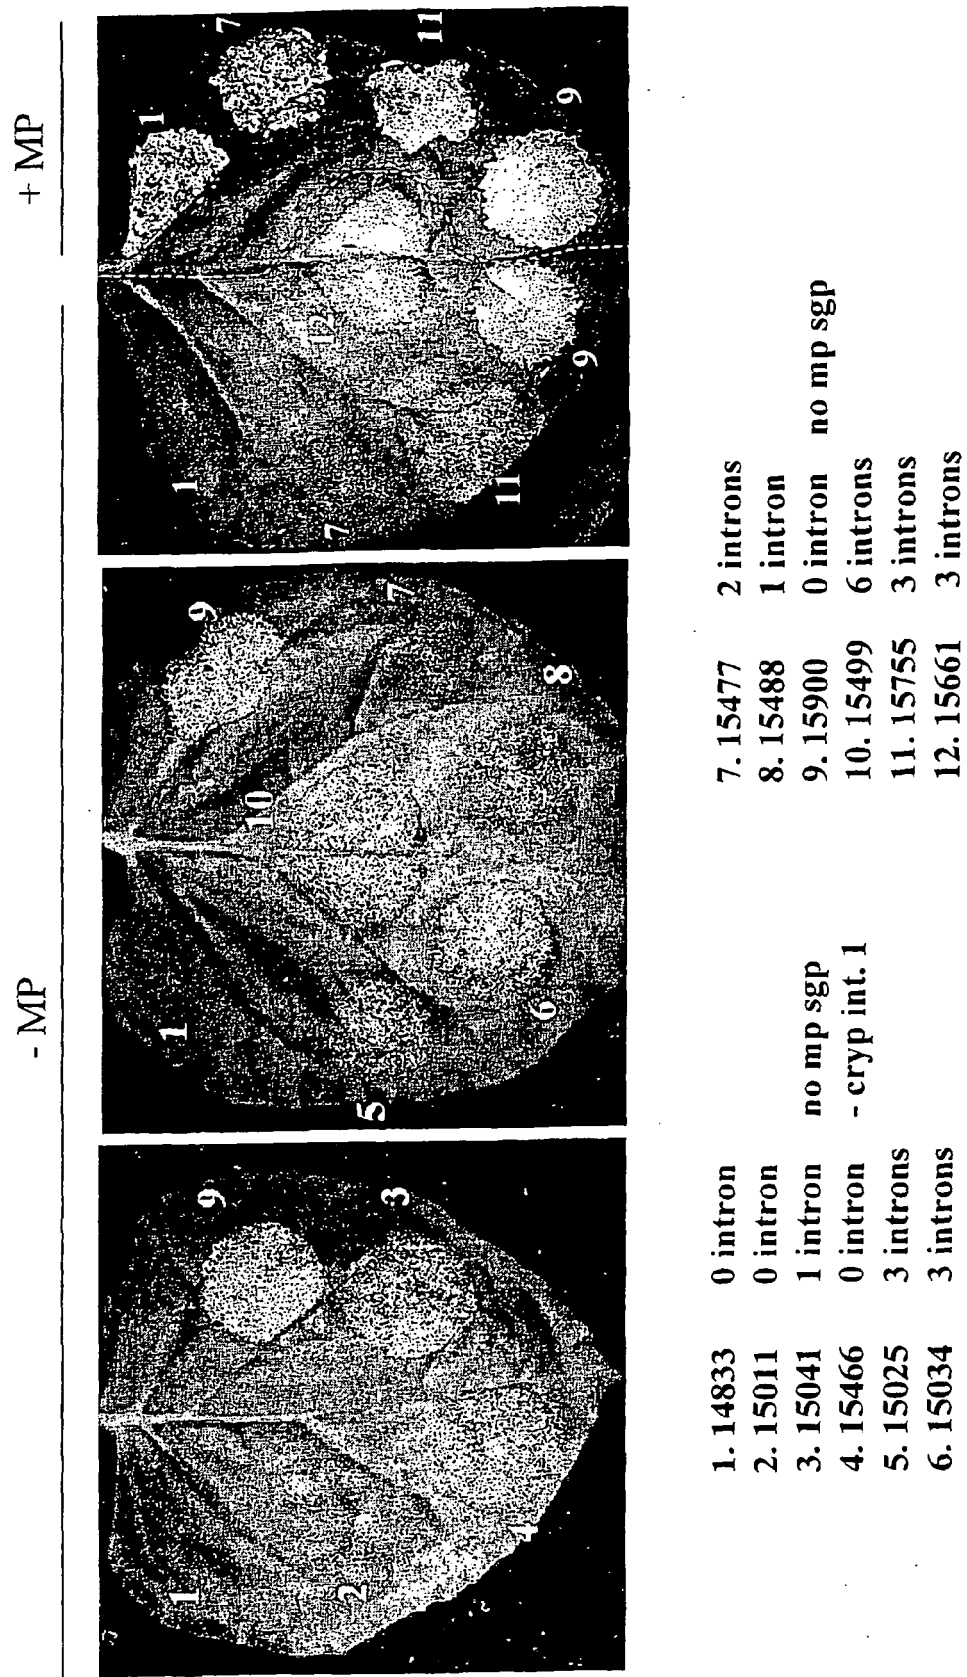 - MP
+ MP
1
2
4
9
3
1
5
6
10
9
7
8
1
7
11
12
9
1
7
11
9
1. 14833 0 intron
2. 15011 0 intron
3. 15041 1 intron no mp sgp
4. 15466 0 intron - cryp int. 1
5. 15025 3 introns
6. 15034 3 introns
7. 15477 2 introns
8. 15488 1 intron
9. 15900 0 intron no mp sgp
10. 15499 6 introns
11. 15755 3 introns
12. 15661 3 introns